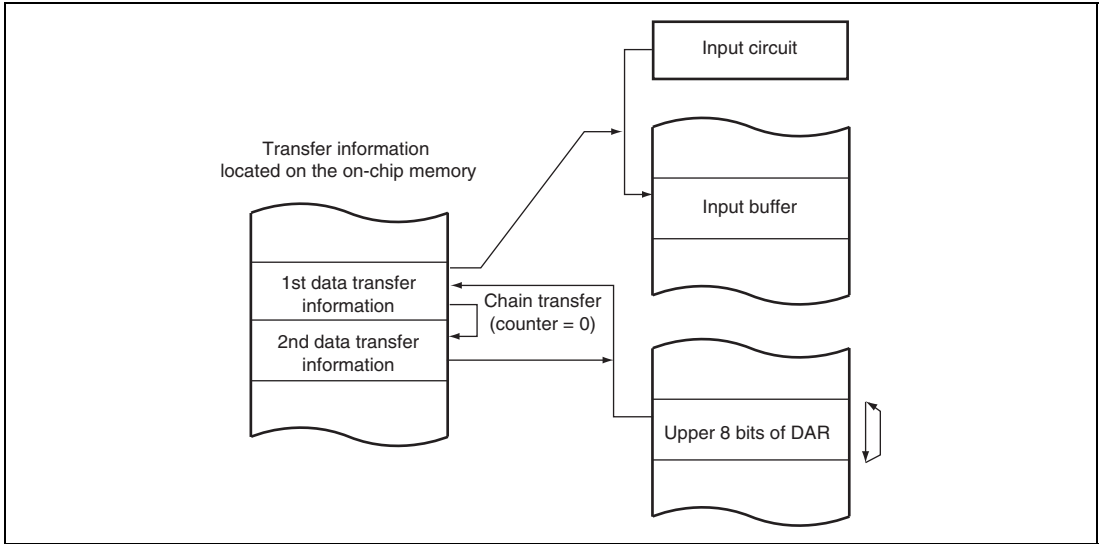 Input circuit
Transfer information
located on the on-chip memory
Input buffer
1st data transfer
information
Chain transfer
(counter = 0)
2nd data transfer
information
Upper 8 bits of DAR